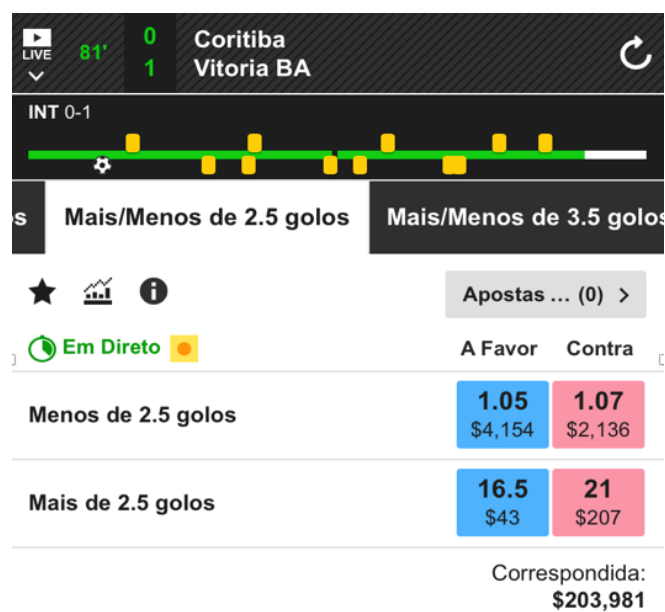 LIVE
81'
0
Coritiba
1
Vitoria BA
INT 0-1
s
Mais/Menos de 2.5 golos
Mais/Menos de 3.5 golos
Apostas ... (0) >
Em Direto
A Favor
Contra
Menos de 2.5 golos
1.05
1.07
$4,154
$2,136
Mais de 2.5 golos
16.5
21
$43
$207
Correspondida:
$203,981